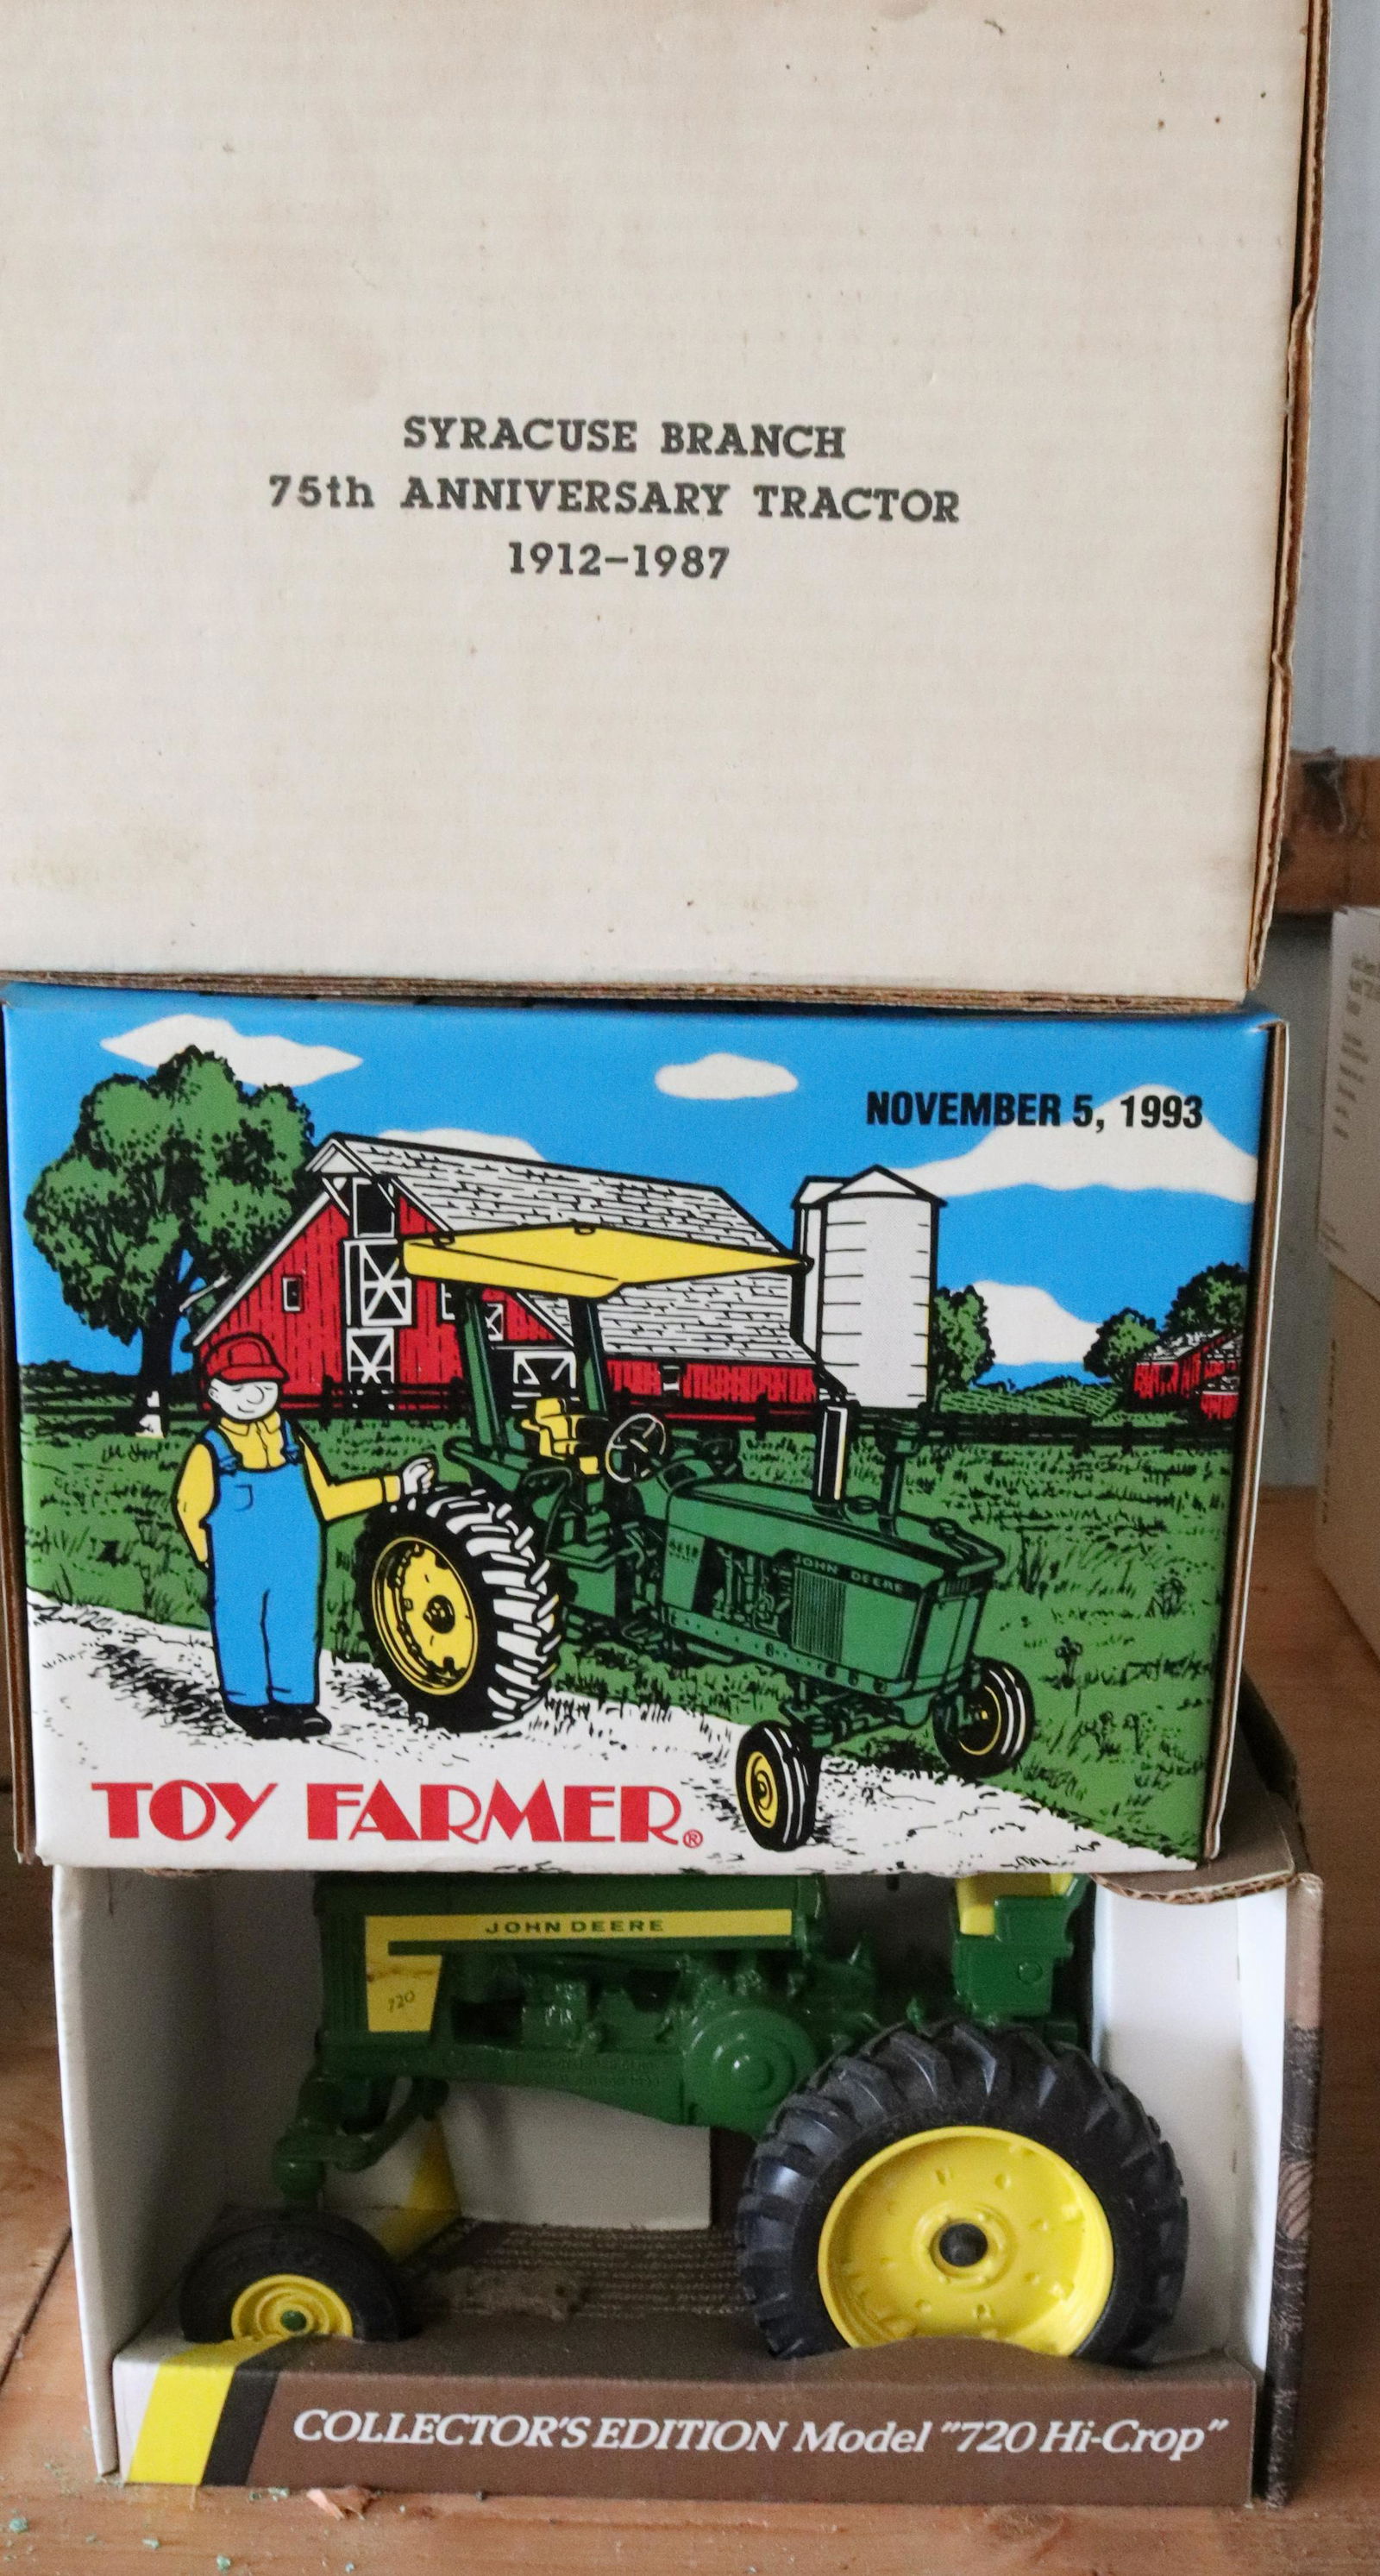 SYRACUSE BRANCH
75th ANNIVERSARY TRACTOR
1912–1987
NOVEMBER 5, 1993
JOHN DEERE
TOY FARMER®
JOHN DEERE
720
COLLECTOR'S EDITION Model "720 Hi-Crop"